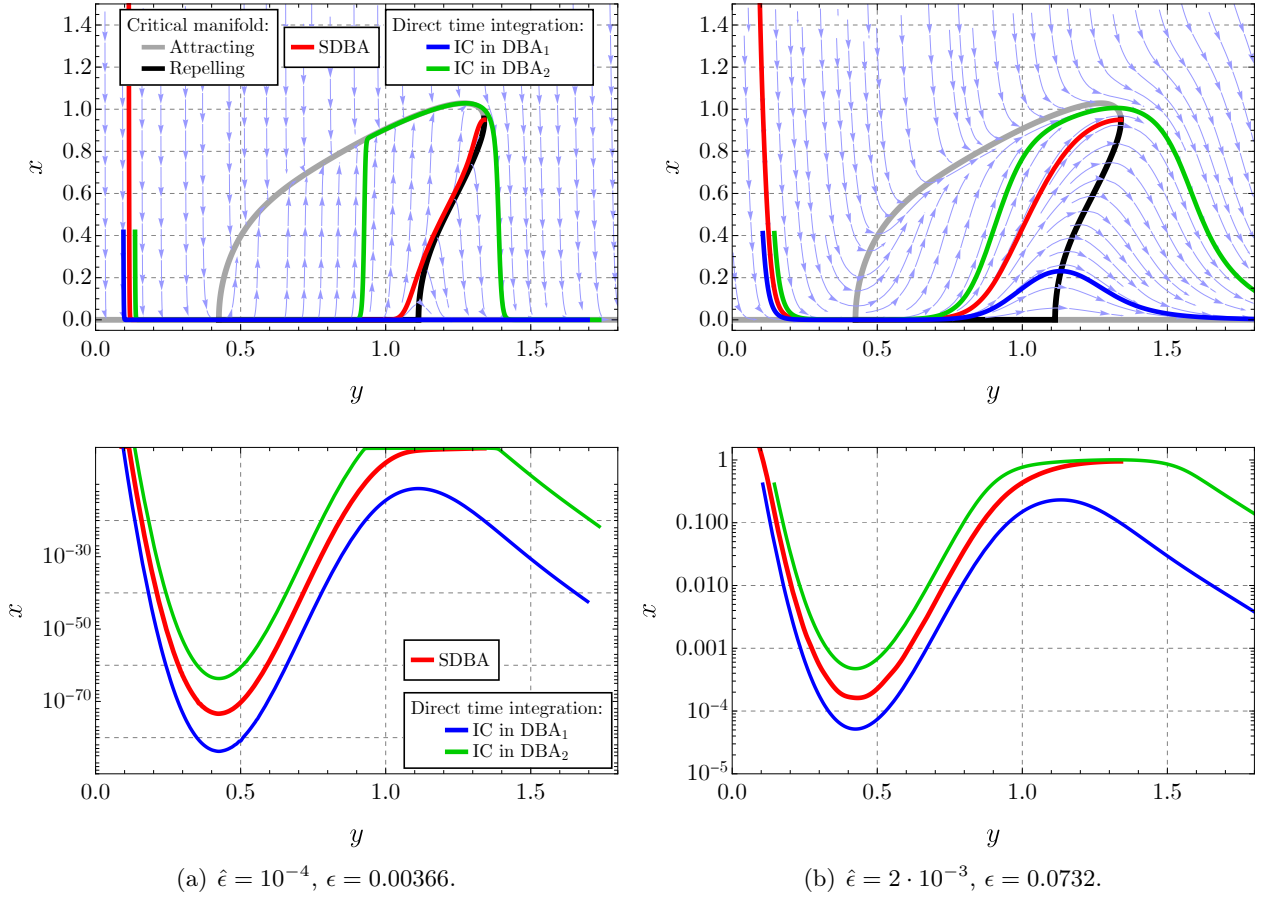 Critical manifold:
Attracting
Repelling
SDBA
Direct time integration:
IC in DBA₁
IC in DBA₂
1.4
1.2
1.0
0.8
0.6
0.4
0.2
0.0
x
0.0
0.5
1.0
1.5
y
1.4
1.2
1.0
0.8
0.6
0.4
0.2
0.0
x
0.0
0.5
1.0
1.5
y
10⁻³⁰
10⁻⁵⁰
10⁻⁷⁰
x
SDBA
Direct time integration:
IC in DBA₁
IC in DBA₂
0.0
0.5
1.0
1.5
y
1
0.100
0.010
0.001
10⁻⁴
10⁻⁵
x
0.0
0.5
1.0
1.5
y
(a) ϵ̂ = 10⁻⁴, ϵ = 0.00366.
(b) ϵ̂ = 2 · 10⁻³, ϵ = 0.0732.